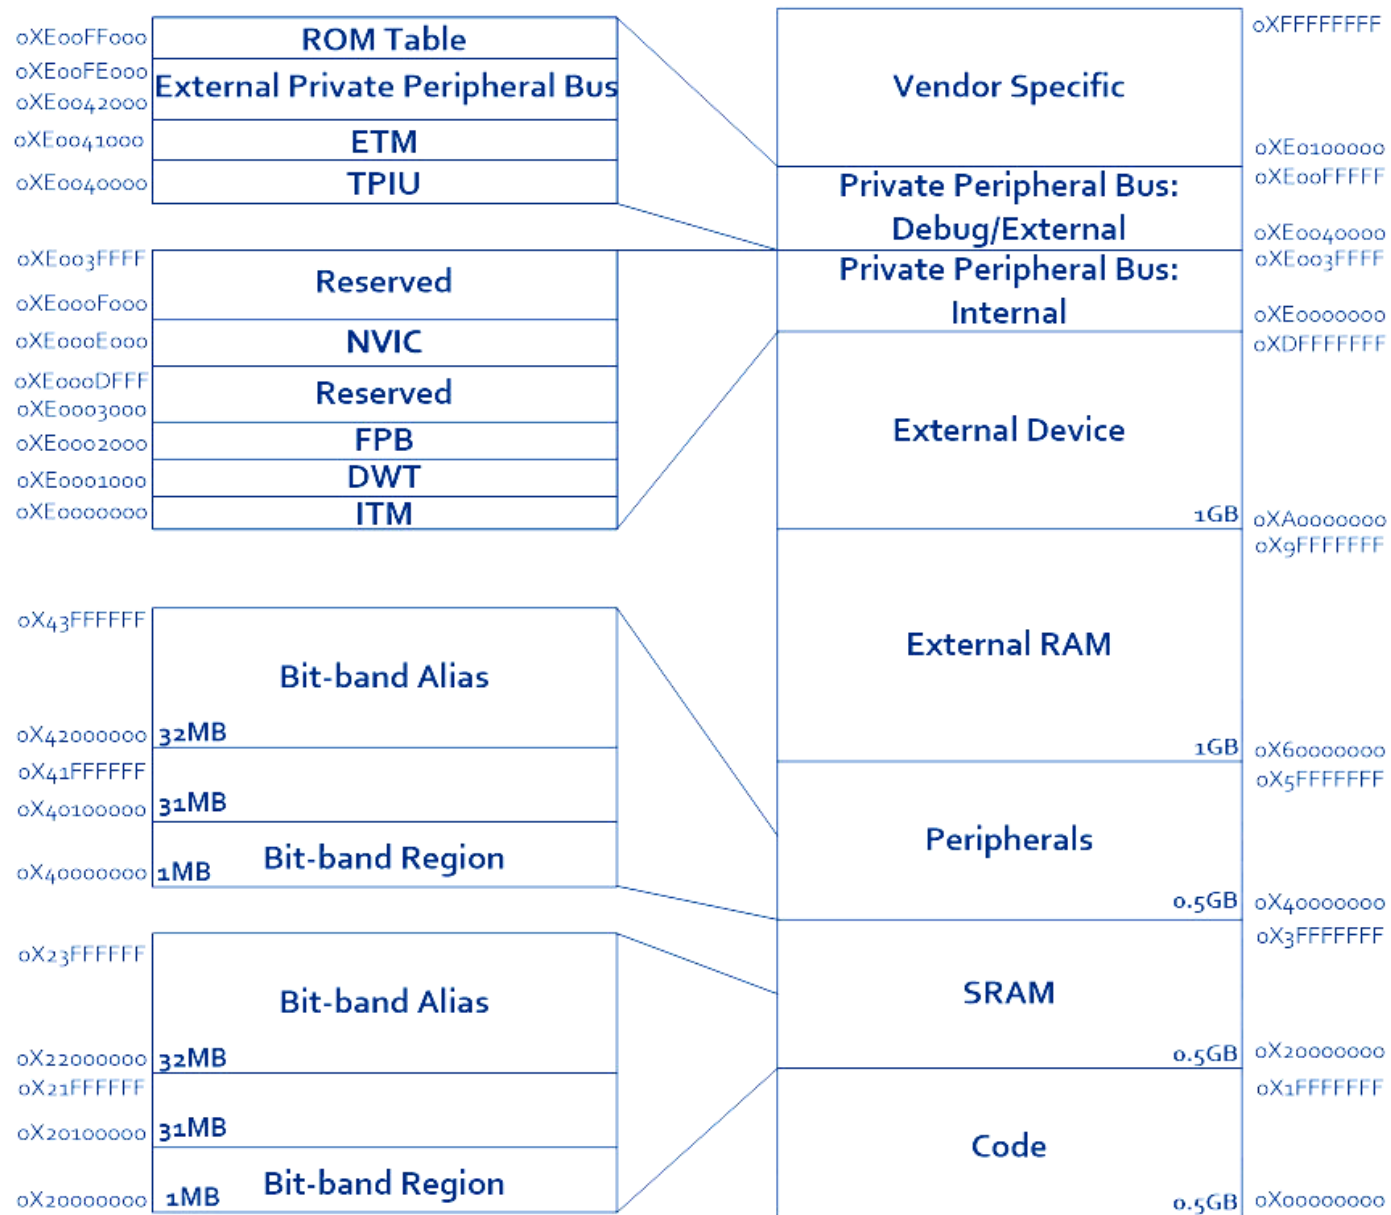 0XE00FF000
ROM Table
0XE00FE000
External Private Peripheral Bus
0XE0042000
0XE0041000
ETM
0XE0040000
TPIU
0XE003FFFF
Reserved
0XE000F000
0XE000E000
NVIC
0XE000DFFF
Reserved
0XE0003000
0XE0002000
FPB
0XE0001000
DWT
0XE0000000
ITM
0X43FFFFFF
Bit-band Alias
0X42000000
32MB
0X41FFFFFF
0X40100000
31MB
Bit-band Region
0X40000000
1MB
0X23FFFFFF
Bit-band Alias
0X22000000
32MB
0X21FFFFFF
0X20100000
31MB
Bit-band Region
0X20000000
1MB
0XFFFFFFFF
Vendor Specific
0XE0100000
0XE00FFFFF
Private Peripheral Bus:
Debug/External
0XE0040000
0XE003FFFF
Private Peripheral Bus:
Internal
0XE0000000
0XDFFFFFFF
External Device
1GB
0XA0000000
0X9FFFFFFF
External RAM
1GB
0X60000000
0X5FFFFFFF
Peripherals
0.5GB
0X40000000
0X3FFFFFFF
SRAM
0.5GB
0X20000000
0X1FFFFFFF
Code
0.5GB
0X00000000